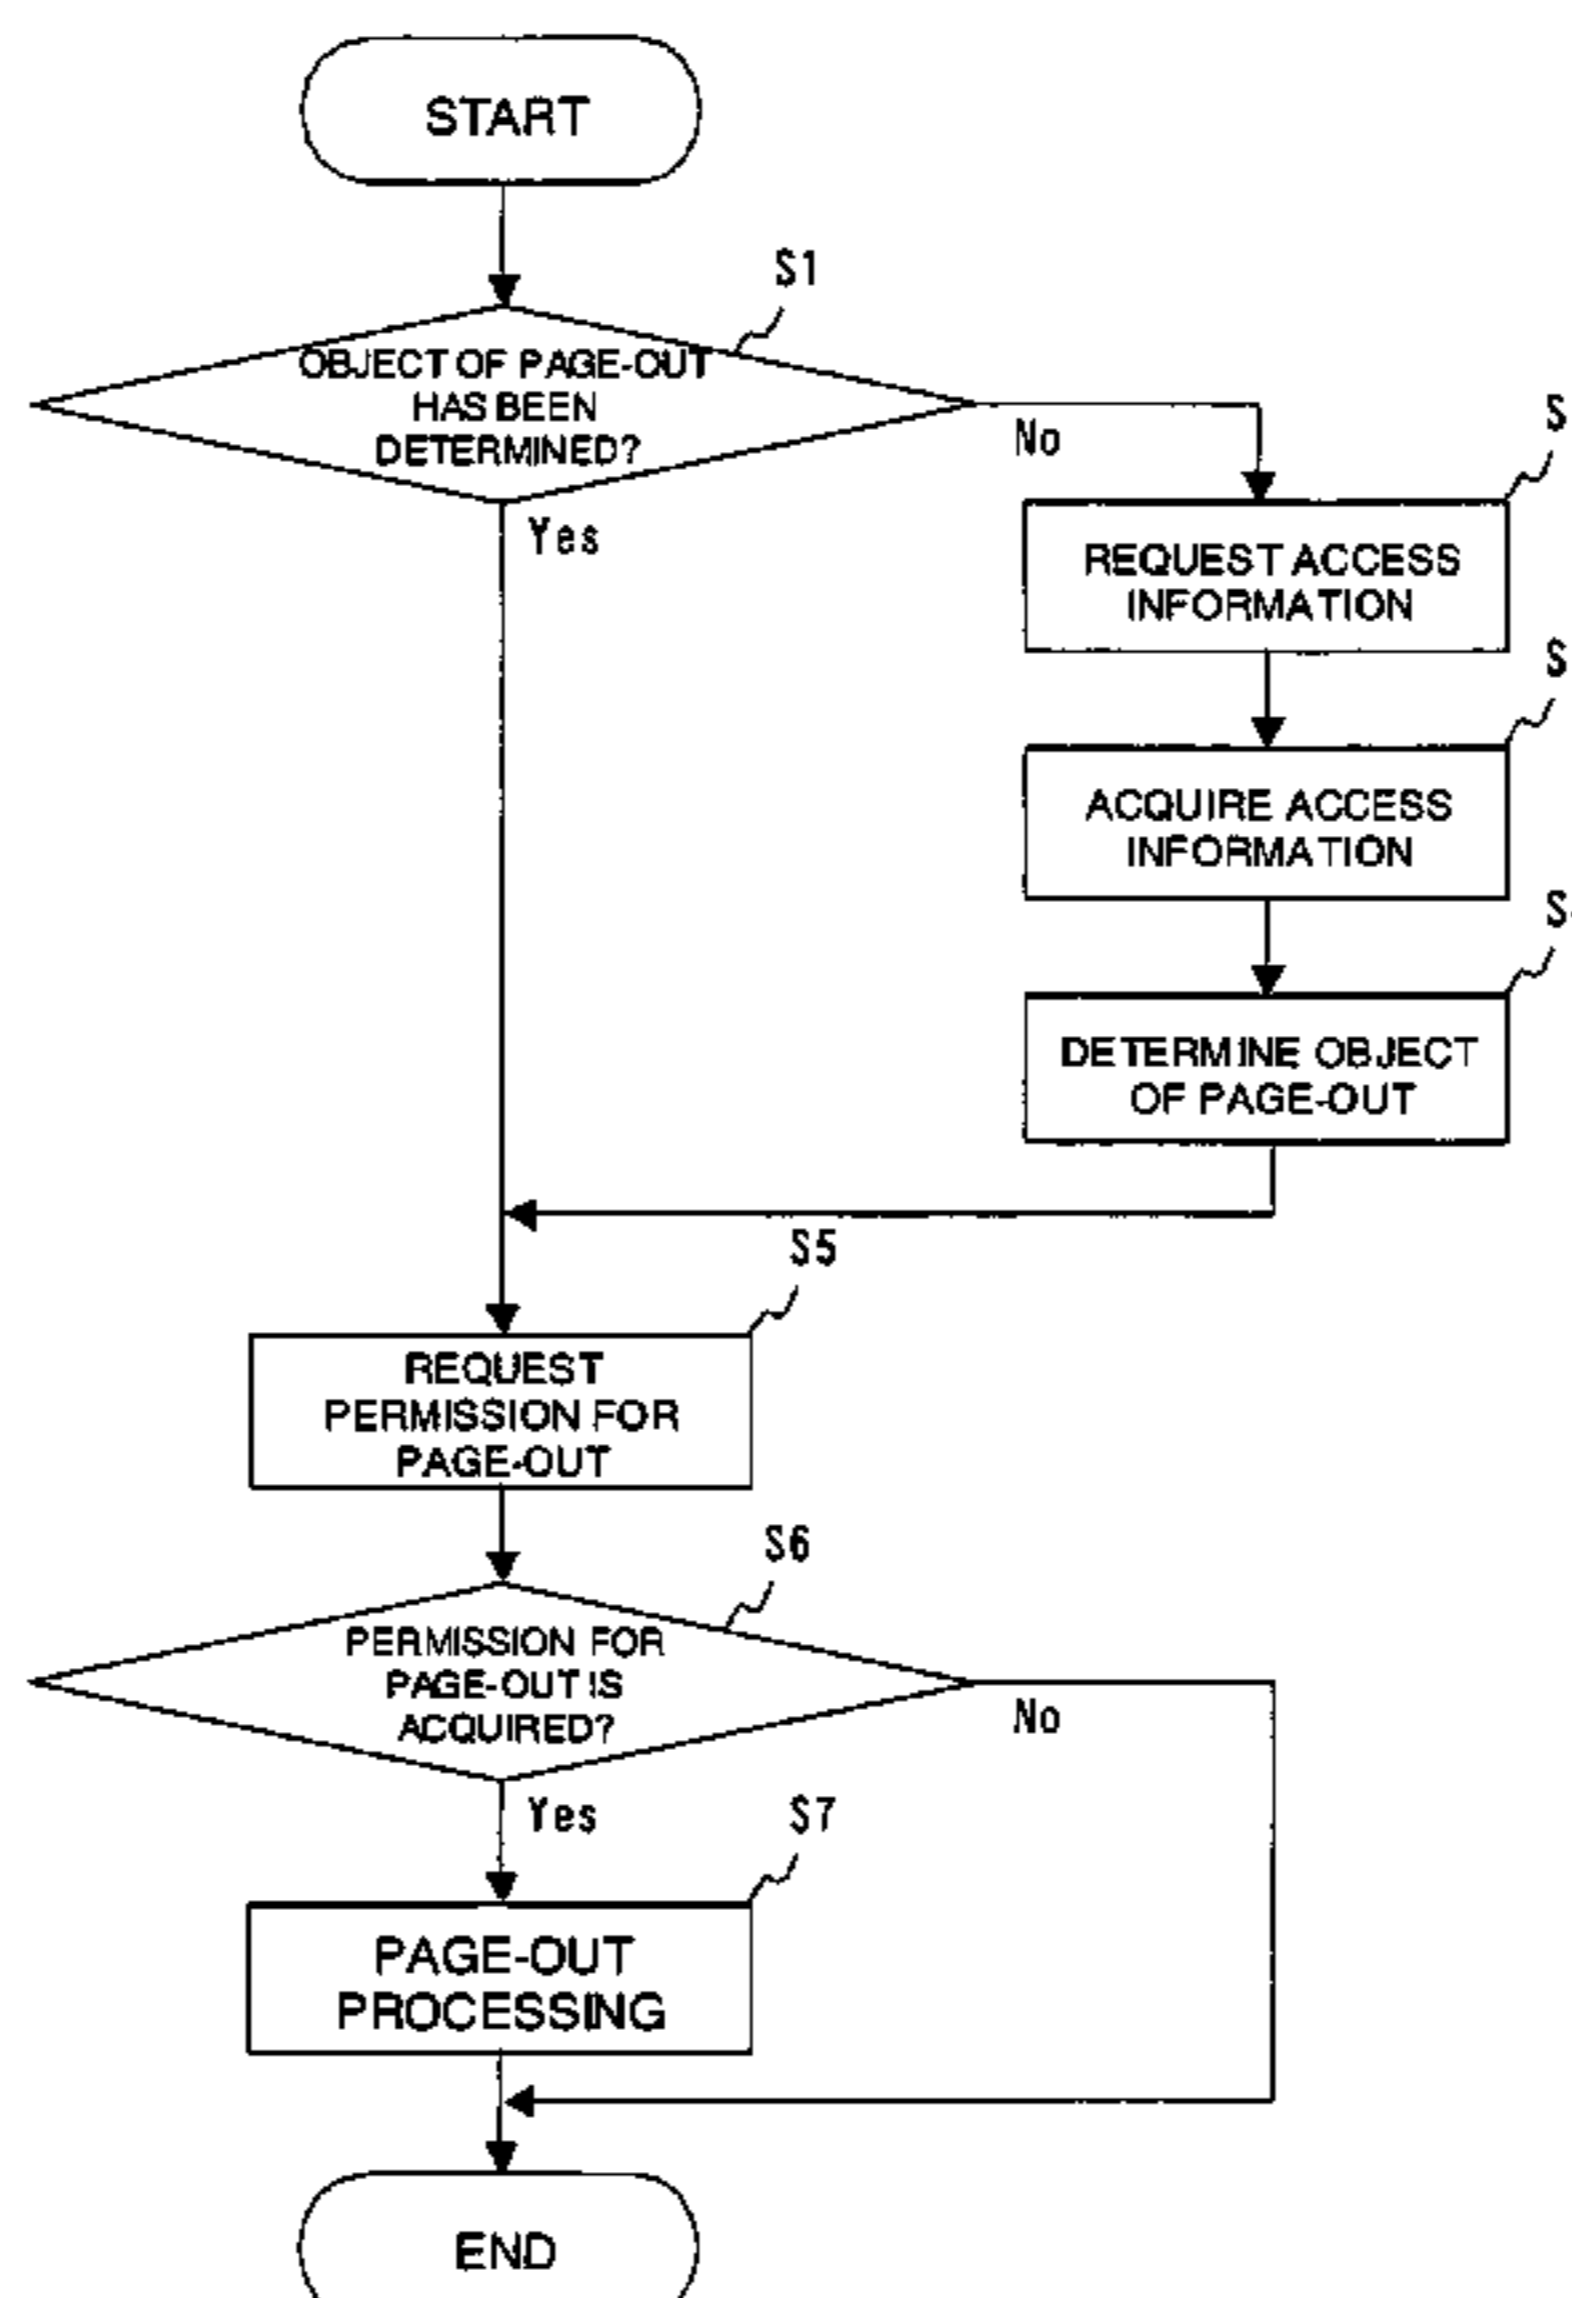 START
S1
OBJECT OF PAGE-OUT
HAS BEEN
DETERMINED?
No
Yes
S
REQUEST ACCESS
INFORMATION
S
ACQUIRE ACCESS
INFORMATION
S
DETERMINE OBJECT
OF PAGE-OUT
S5
REQUEST
PERMISSION FOR
PAGE-OUT
S6
PERMISSION FOR
PAGE-OUT IS
ACQUIRED?
No
Yes
S7
PAGE-OUT
PROCESSING
END